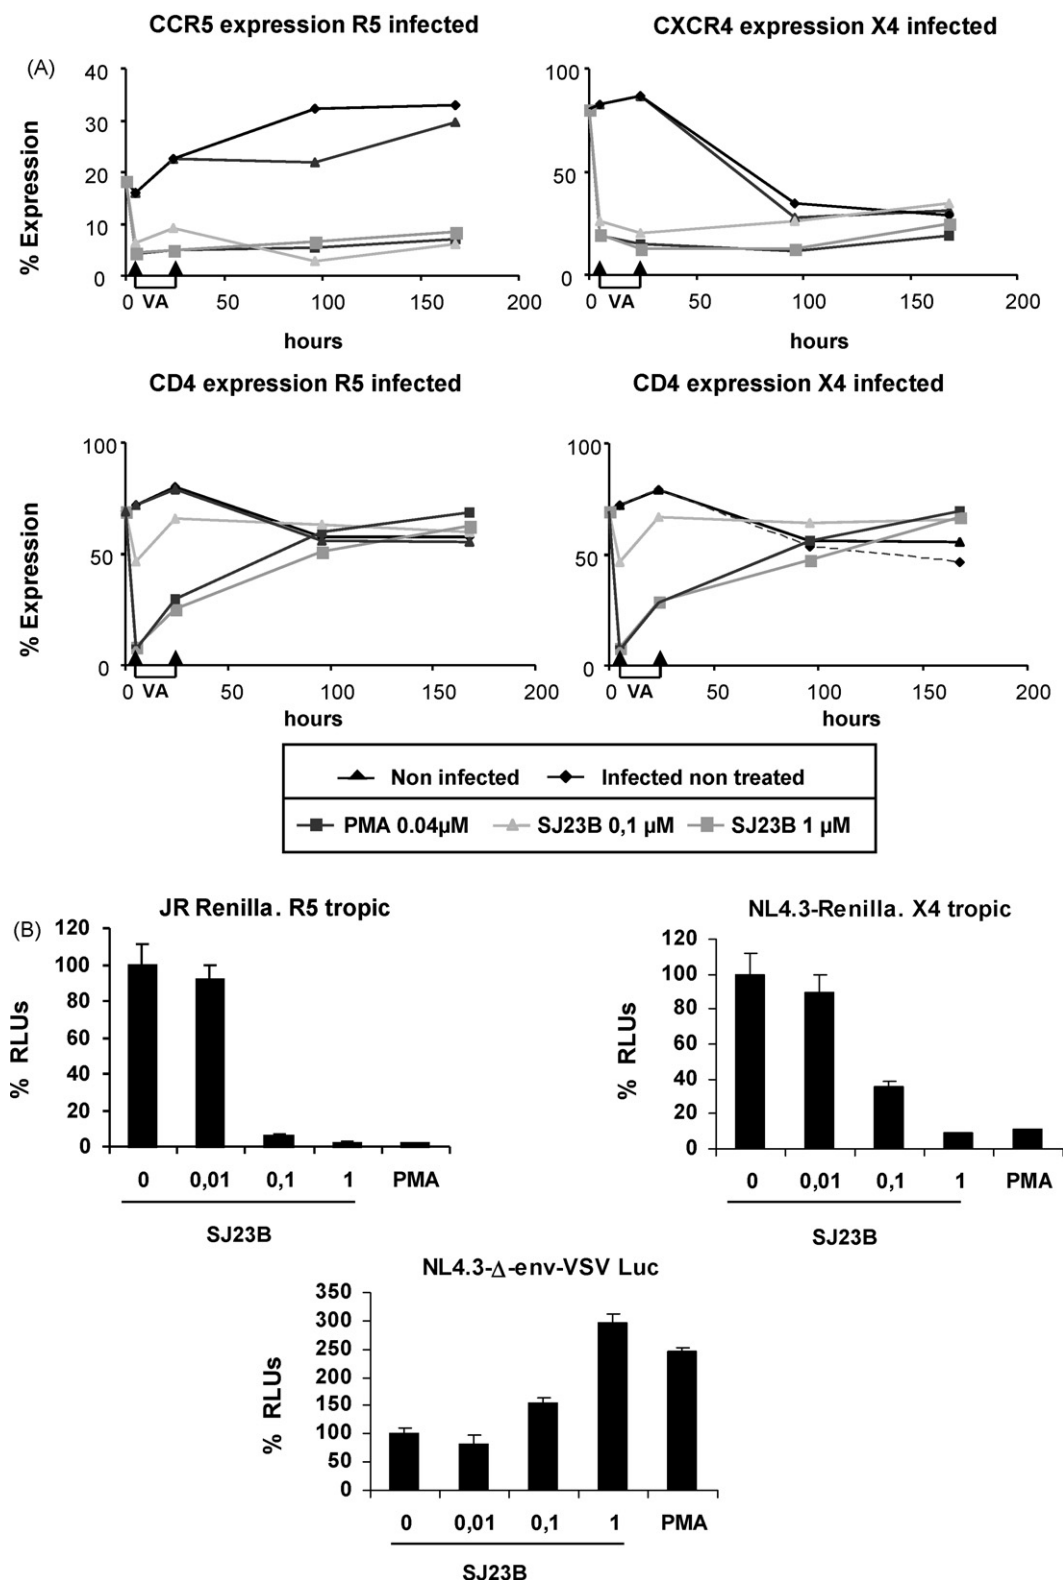 CCR5 expression R5 infected
CXCR4 expression X4 infected
(A)
% Expression
40
30
20
10
0
0
50
100
150
200
VA
hours
100
50
0
0
50
100
150
200
VA
hours
CD4 expression R5 infected
CD4 expression X4 infected
% Expression
100
50
0
0
50
100
150
200
VA
hours
100
50
0
0
50
100
150
200
VA
hours
Non infected
Infected non treated
PMA 0.04µM
SJ23B 0,1 µM
SJ23B 1 µM
(B)
JR Renilla. R5 tropic
% RLUs
120
100
80
60
40
20
0
0
0,01
0,1
1
PMA
SJ23B
NL4.3-Renilla. X4 tropic
% RLUs
120
100
80
60
40
20
0
0
0,01
0,1
1
PMA
SJ23B
NL4.3-Δ-env-VSV Luc
% RLUs
350
300
250
200
150
100
50
0
0
0,01
0,1
1
PMA
SJ23B